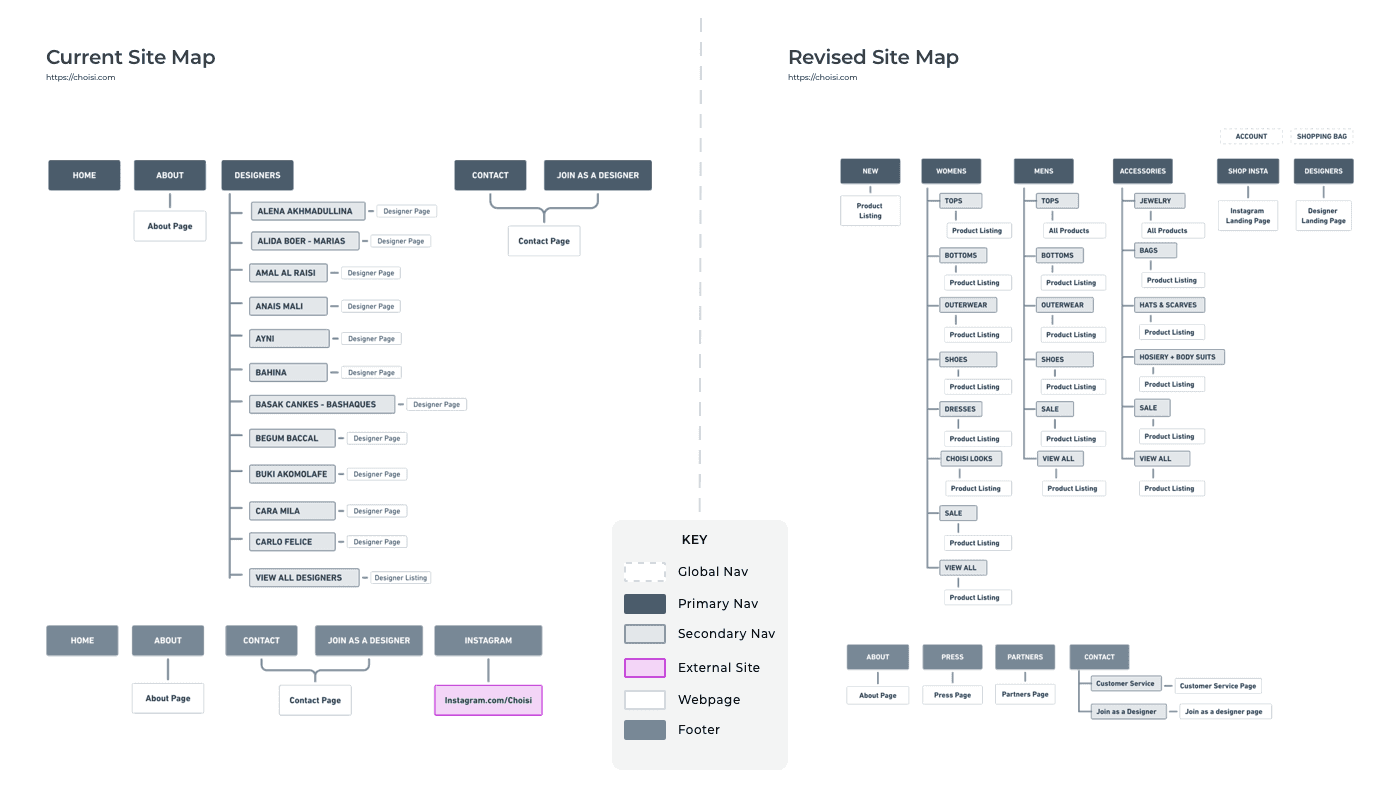 Current Site Map
https://choisi.com
HOME
ABOUT
DESIGNERS
CONTACT
JOIN AS A DESIGNER
About Page
Contact Page
ALENA AKHMADULLINA
Designer Page
ALIDA BOER - MARIAS
Designer Page
AMAL AL RAISI
Designer Page
ANAIS MALI
Designer Page
AYNI
Designer Page
BAHINA
Designer Page
BASAK CANKES - BASHAQUES
Designer Page
BEGUM BACCAL
Designer Page
BUKI AKOMOLAFE
Designer Page
CARA MILA
Designer Page
CARLO FELICE
Designer Page
VIEW ALL DESIGNERS
Designer Listing
HOME
ABOUT
CONTACT
JOIN AS A DESIGNER
INSTAGRAM
About Page
Contact Page
Instagram.com/Choisi
KEY
Global Nav
Primary Nav
Secondary Nav
External Site
Webpage
Footer
Revised Site Map
https://choisi.com
ACCOUNT
SHOPPING BAG
NEW
WOMENS
MENS
ACCESSORIES
SHOP INSTA
DESIGNERS
Product
Listing
TOPS
Product Listing
BOTTOMS
Product Listing
OUTERWEAR
Product Listing
SHOES
Product Listing
DRESSES
Product Listing
CHOISI LOOKS
Product Listing
SALE
Product Listing
VIEW ALL
Product Listing
TOPS
All Products
BOTTOMS
Product Listing
OUTERWEAR
Product Listing
SHOES
Product Listing
SALE
Product Listing
VIEW ALL
Product Listing
JEWELRY
All Products
BAGS
Product Listing
HATS & SCARVES
Product Listing
HOSIERY + BODY SUITS
Product Listing
SALE
Product Listing
VIEW ALL
Product Listing
Instagram
Landing Page
Designer
Landing Page
ABOUT
PRESS
PARTNERS
CONTACT
About Page
Press Page
Partners Page
Customer Service
Customer Service Page
Join as a Designer
Join as a designer page